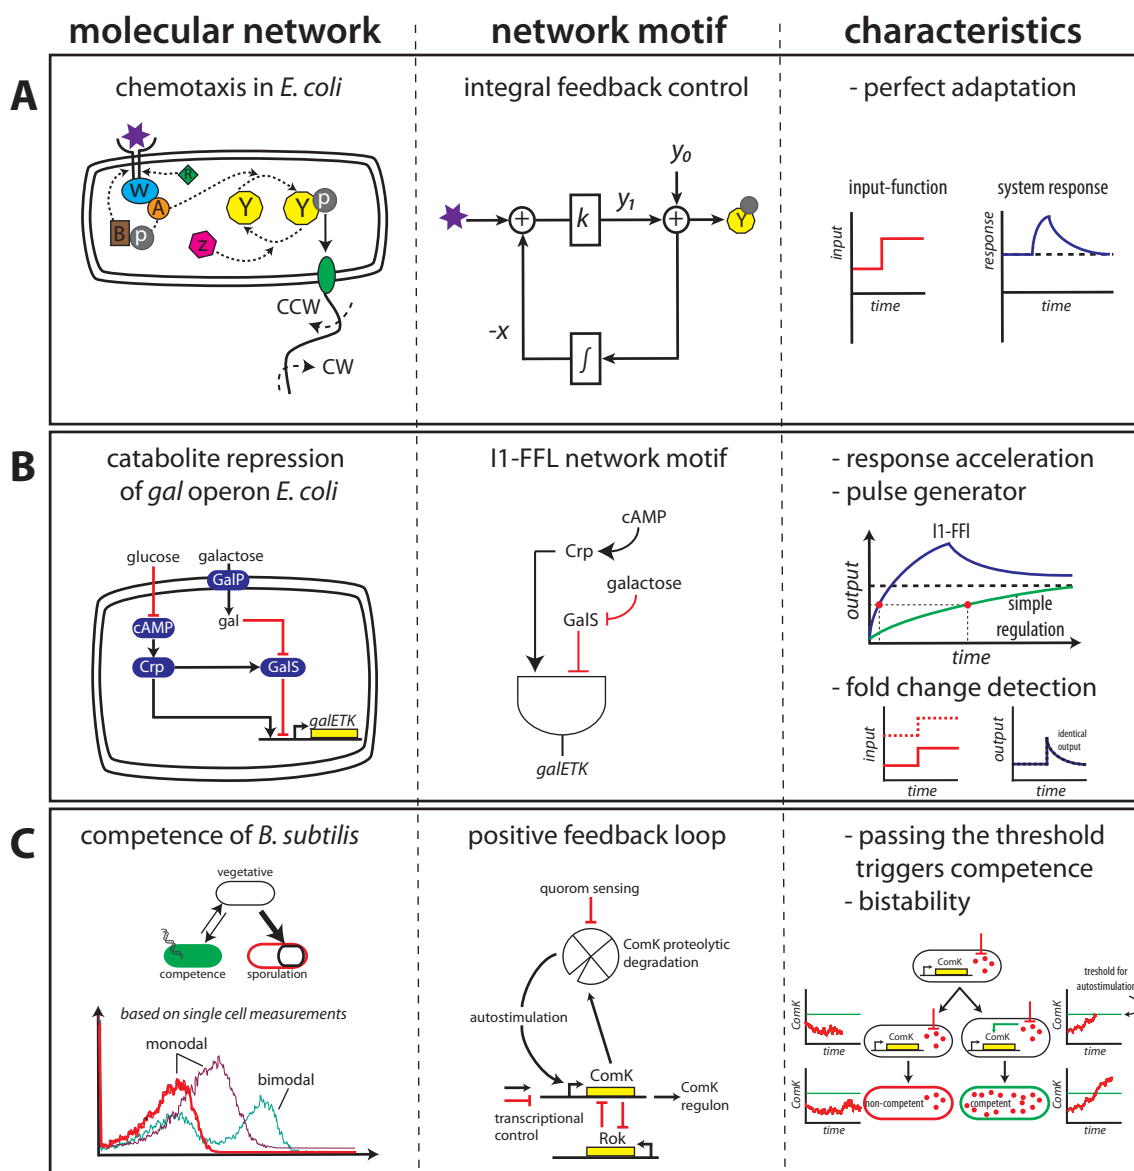 molecular network
network motif
characteristics
A
chemotaxis in E. coli
integral feedback control
- perfect adaptation
R
W
A
B
p
Y
Y
p
z
CCW
CW
y0
k
y1
+
+
Y
-x
∫
input-function
input
time
system response
response
time
B
catabolite repression
of gal operon E. coli
I1-FFL network motif
- response acceleration
- pulse generator
glucose
galactose
GalP
cAMP
gal
Crp
GalS
galETK
cAMP
Crp
galactose
GalS
galETK
I1-FFl
output
simple
regulation
time
- fold change detection
input
time
output
identical
output
time
C
competence of B. subtilis
positive feedback loop
- passing the threshold
triggers competence
- bistability
vegetative
competence
sporulation
based on single cell measurements
monodal
bimodal
quorom sensing
ComK proteolytic
degradation
autostimulation
ComK
ComK
regulon
transcriptional
control
Rok
ComK
treshold for
autostimulation
ComK
time
ComK
ComK
ComK
time
ComK
time
non-competent
competent
ComK
time